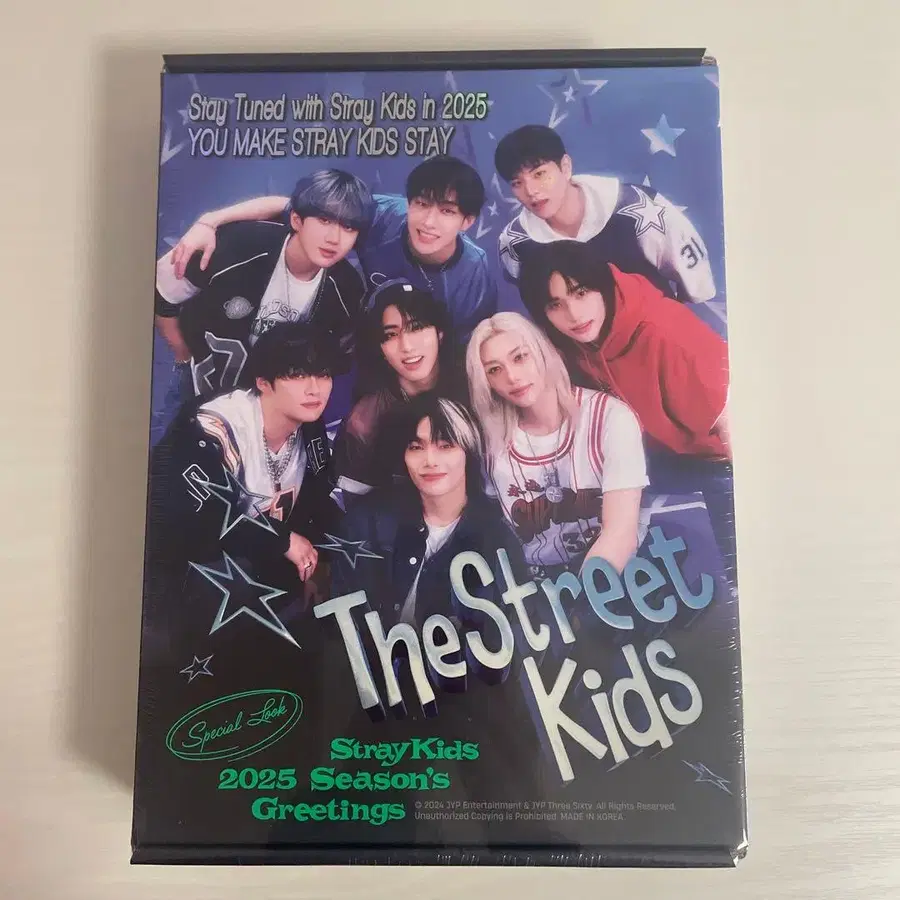 Stay Tuned with Stray Kids in 2025
YOU MAKE STRAY KIDS STAY
31
The Street
Kids
Special Look
Stray Kids
2025 Season's
Greetings
© 2024 JYP Entertainment & JYP Three Sixty. All Rights Reserved.
Unauthorized Copying is Prohibited. MADE IN KOREA